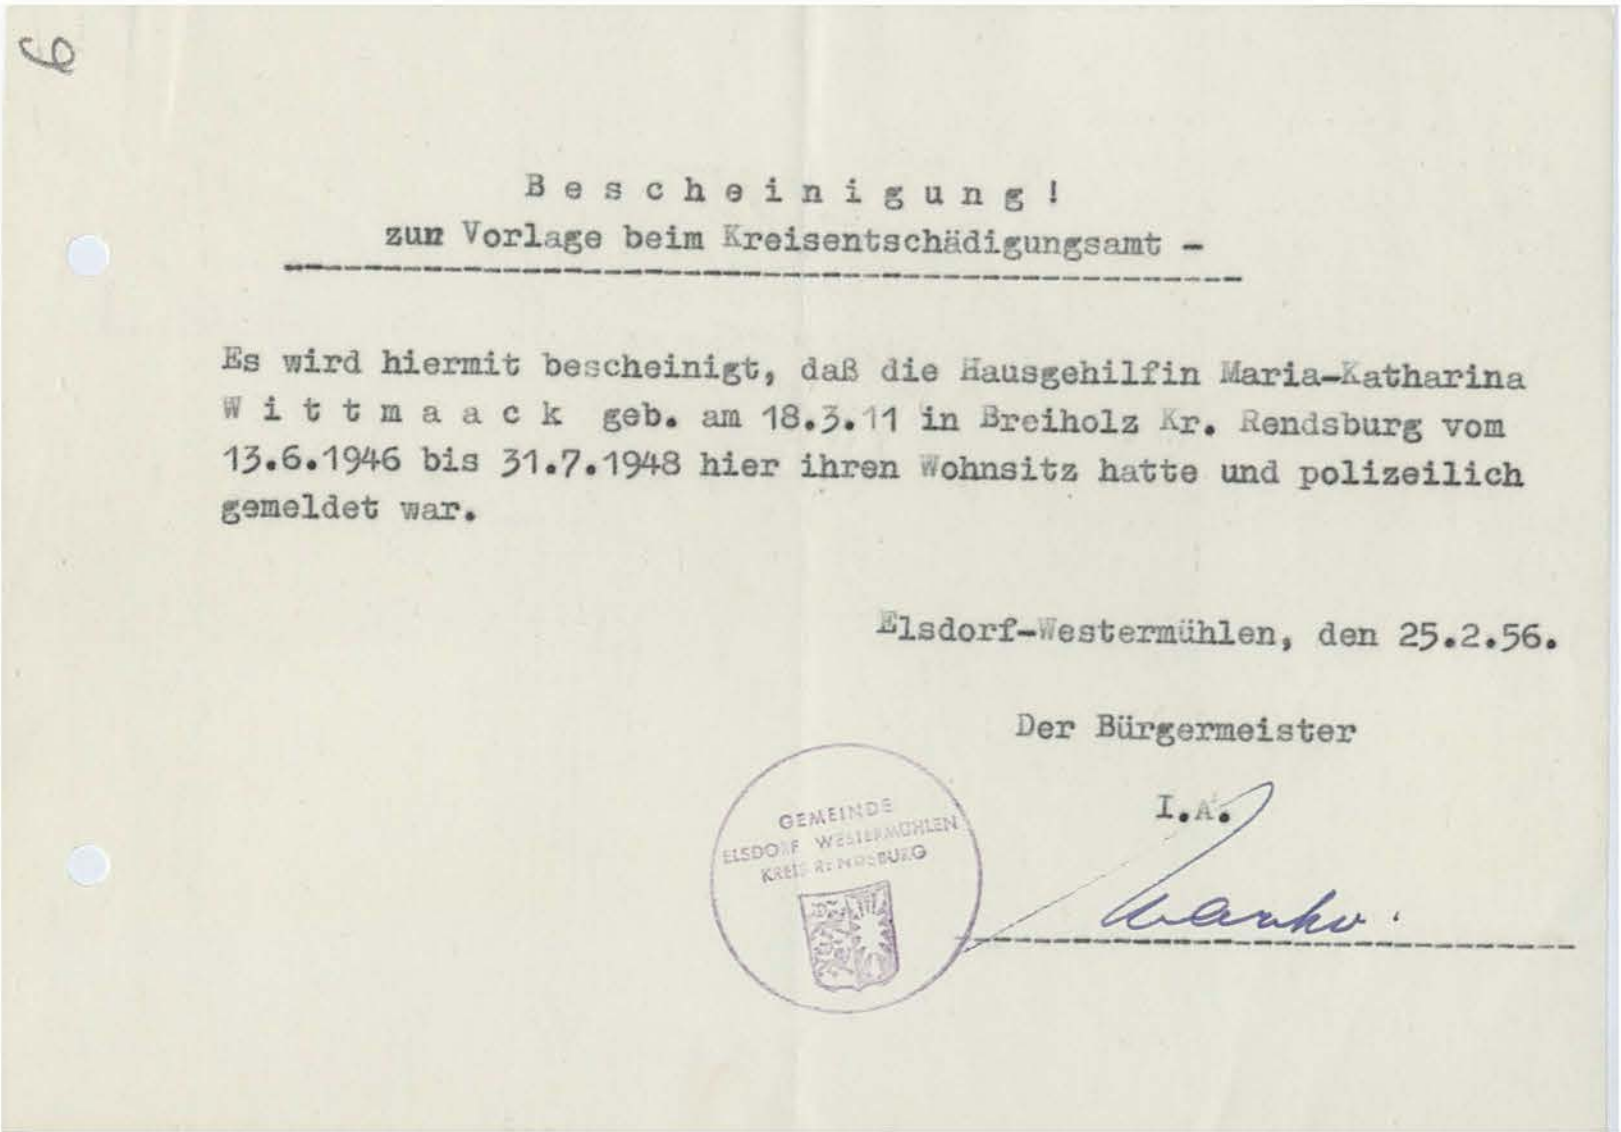 6
B e s c h e i n i g u n g !
zur Vorlage beim Kreisentschädigungsamt -
Es wird hiermit bescheinigt, daß die Hausgehilfin Maria-Katharina
W i t t m a a c k geb. am 18.3.11 in Breiholz Kr. Rendsburg vom
13.6.1946 bis 31.7.1948 hier ihren Wohnsitz hatte und polizeilich
gemeldet war.
Elsdorf-Westermühlen, den 25.2.56.
Der Bürgermeister
I.A.
GEMEINDE
ELSDORF WESTERMÜHLEN
KREIS RENDSBURG